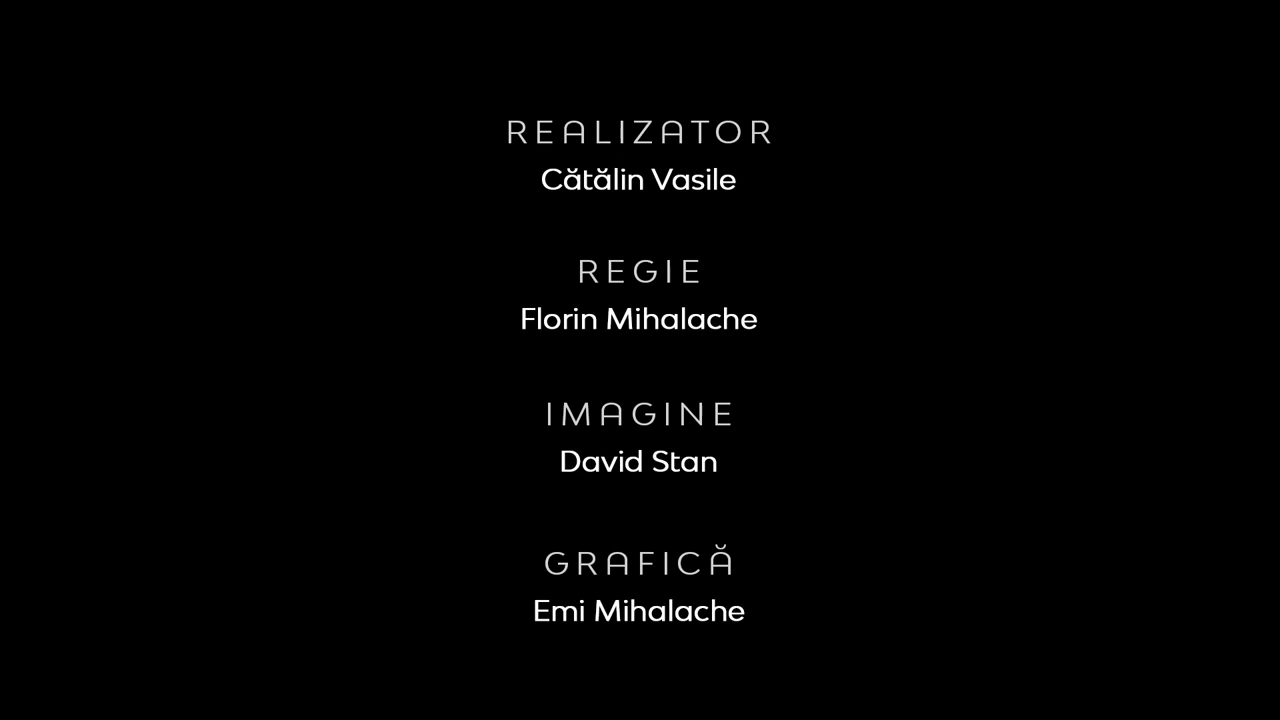 REALIZATOR
Cătălin Vasile
REGIE
Florin Mihalache
IMAGINE
David Stan
GRAFICĂ
Emi Mihalache